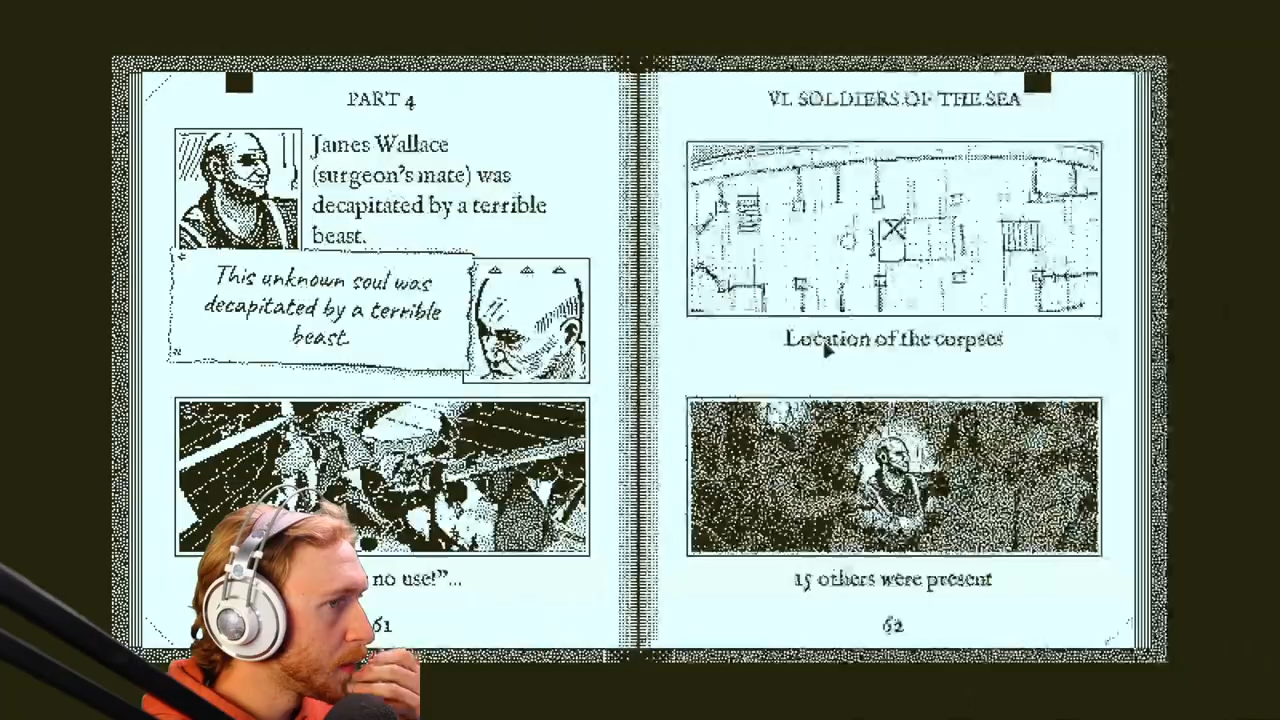 PART 4
James Wallace
(surgeon's mate) was
decapitated by a terrible
beast.
This unknown soul was
decapitated by a terrible
beast.
no use!"...
61
VI. SOLDIERS OF THE SEA
Location of the corpses
15 others were present
62